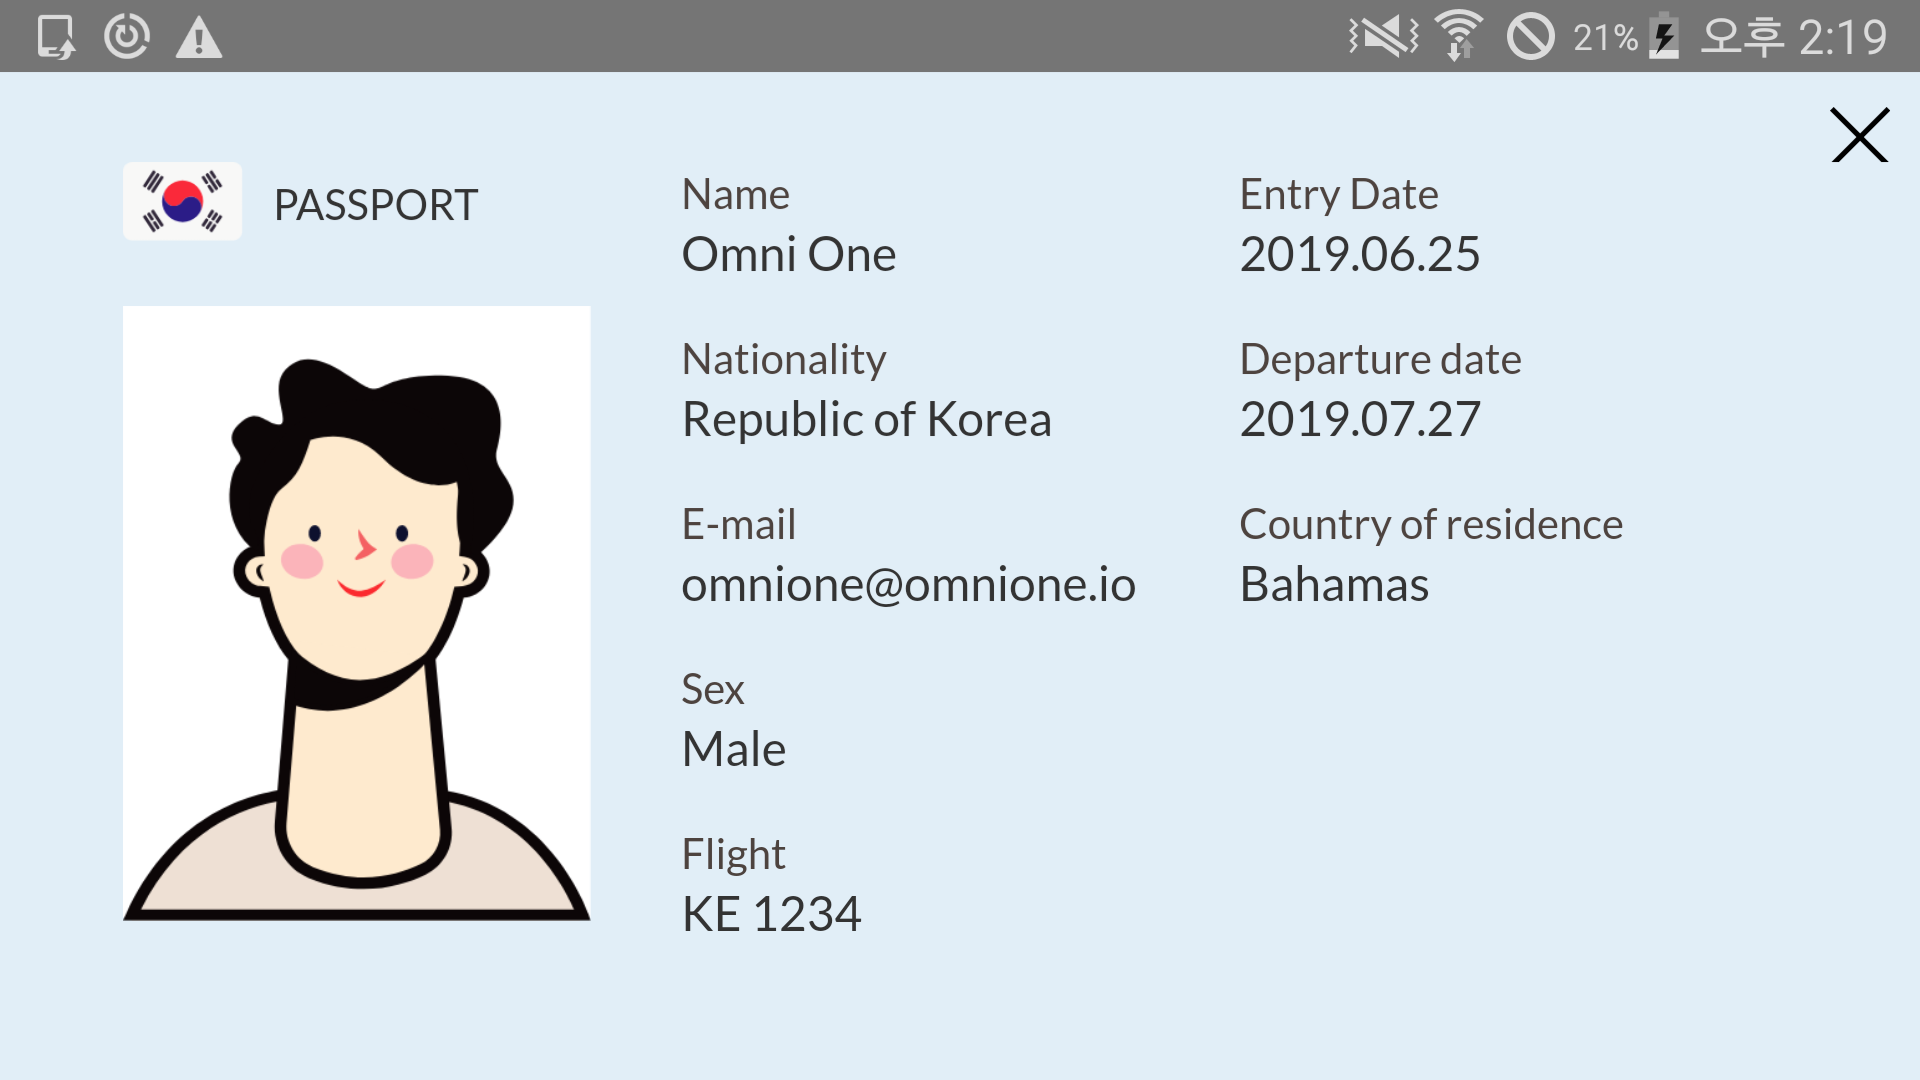 21% 오후 2:19
PASSPORT
Name
Omni One
Nationality
Republic of Korea
E-mail
omnione@omnione.io
Sex
Male
Flight
KE 1234
Entry Date
2019.06.25
Departure date
2019.07.27
Country of residence
Bahamas